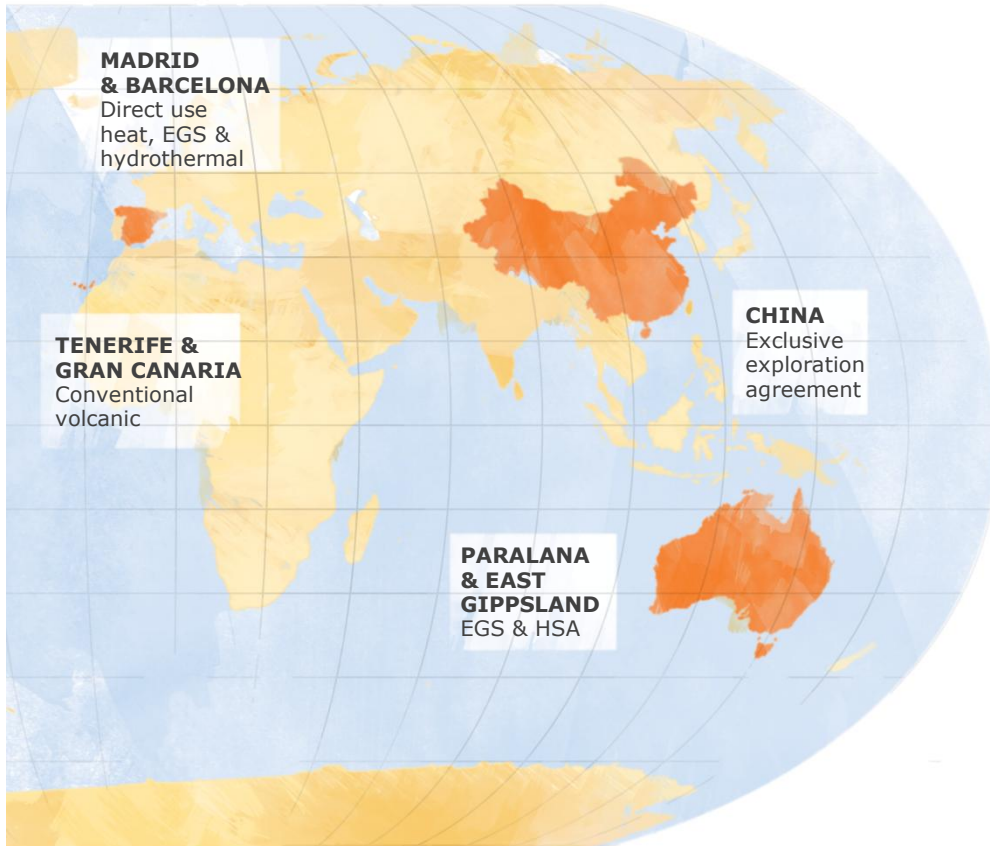 MADRID
& BARCELONA
Direct use
heat, EGS &
hydrothermal
TENERIFE &
GRAN CANARIA
Conventional
volcanic
CHINA
Exclusive
exploration
agreement
PARALANA
& EAST
GIPPSLAND
EGS & HSA